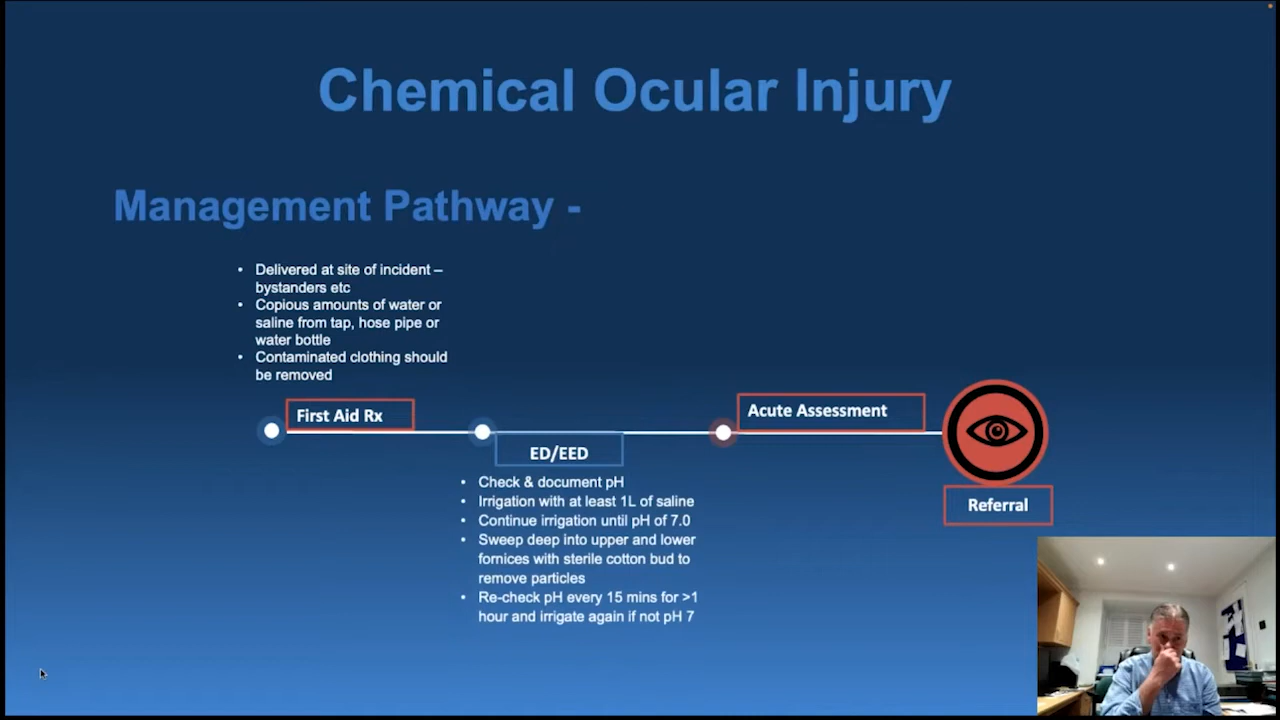 Chemical Ocular Injury
Management Pathway -
• Delivered at site of incident –
bystanders etc
• Copious amounts of water or
saline from tap, hose pipe or
water bottle
• Contaminated clothing should
be removed
First Aid Rx
ED/EED
• Check & document pH
• Irrigation with at least 1L of saline
• Continue irrigation until pH of 7.0
• Sweep deep into upper and lower
fornices with sterile cotton bud to
remove particles
• Re-check pH every 15 mins for >1
hour and irrigate again if not pH 7
Acute Assessment
Referral